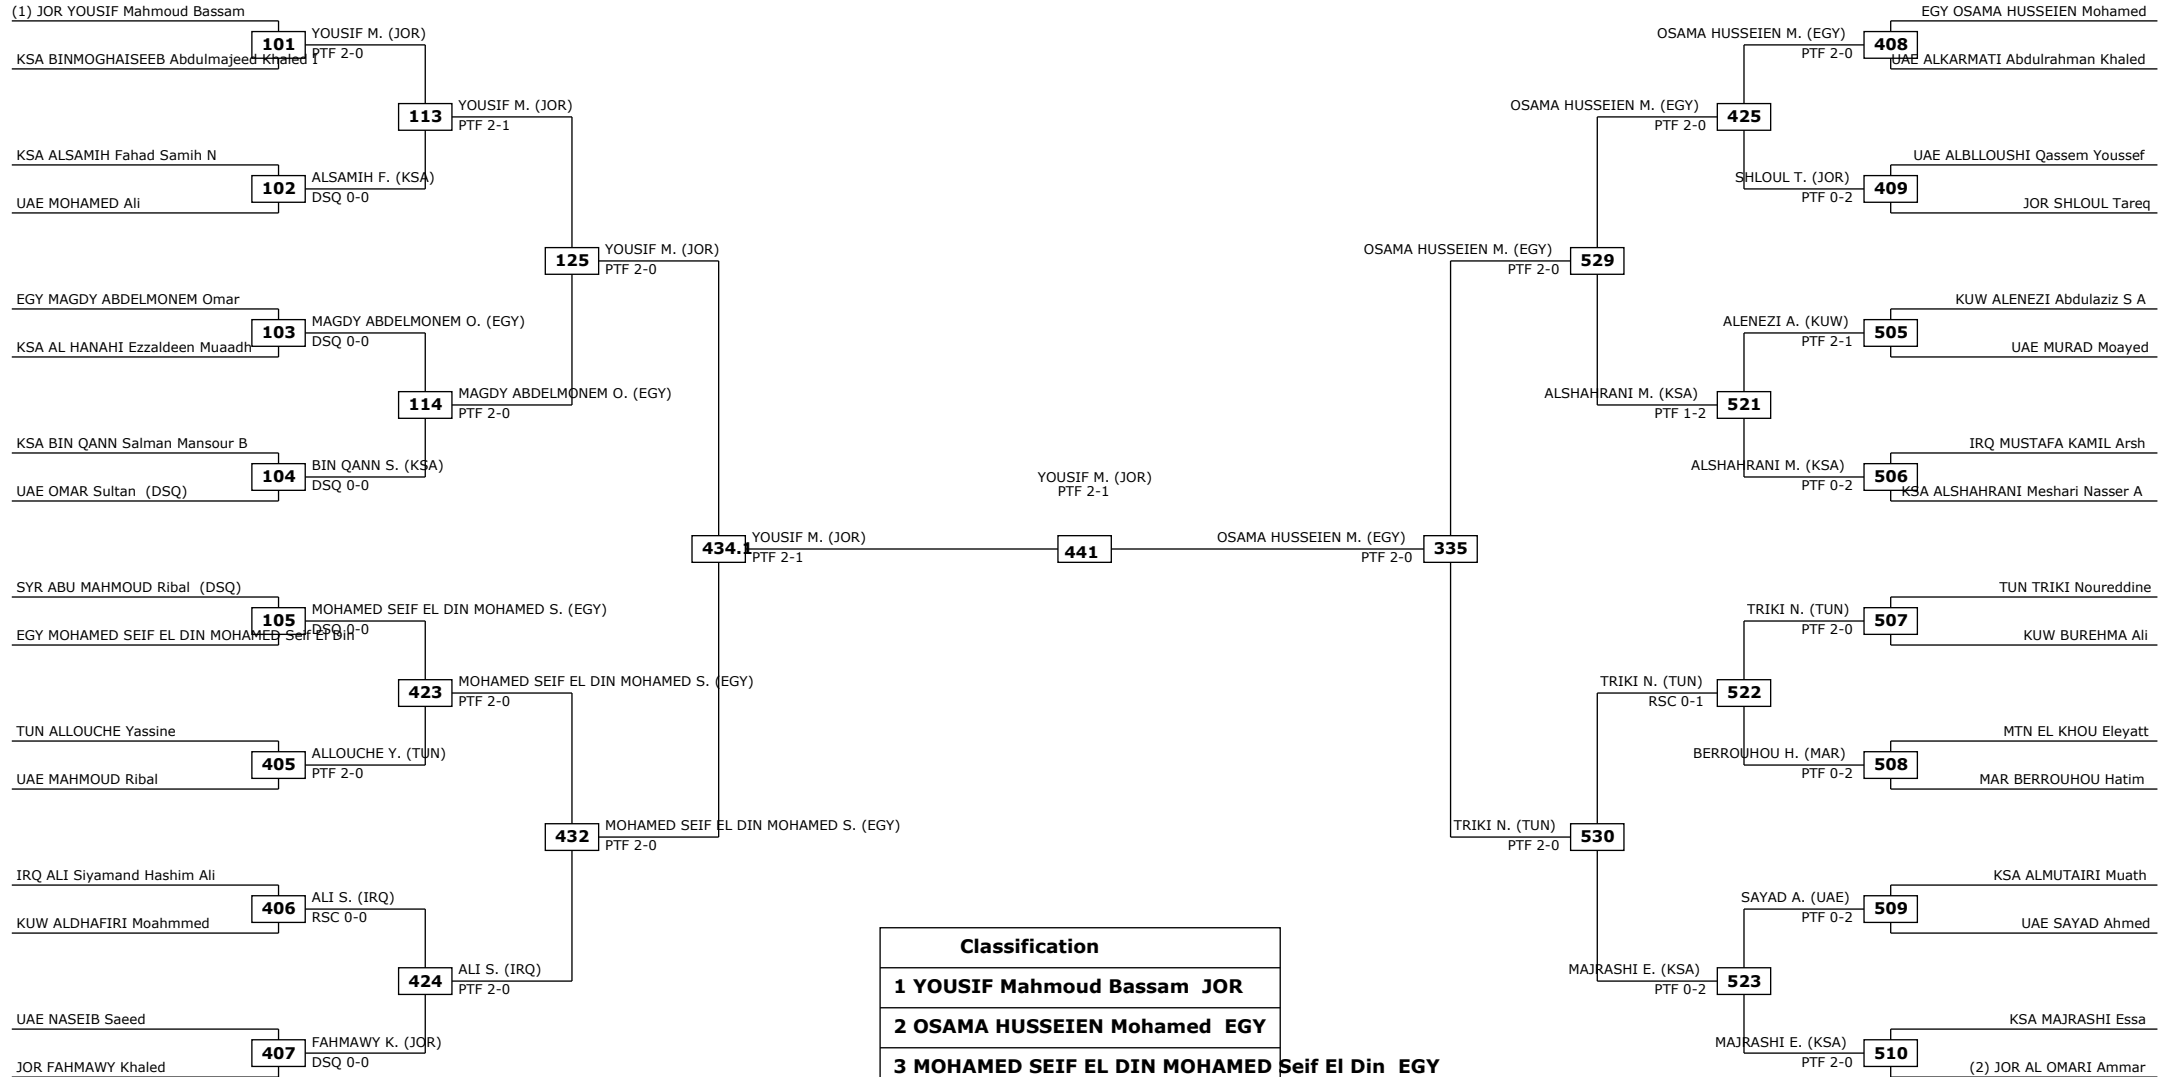 (1) JOR YOUSIF Mahmoud Bassam
101
YOUSIF M. (JOR)
PTF 2-0
KSA BINMOGHAISEEB Abdulmajeed Khaled I
113
YOUSIF M. (JOR)
PTF 2-1
KSA ALSAMIH Fahad Samih N
102
ALSAMIH F. (KSA)
DSQ 0-0
UAE MOHAMED Ali
125
YOUSIF M. (JOR)
PTF 2-0
EGY MAGDY ABDELMONEM Omar
103
MAGDY ABDELMONEM O. (EGY)
DSQ 0-0
KSA AL HANAHI Ezzaldeen Muaadh
114
MAGDY ABDELMONEM O. (EGY)
PTF 2-0
KSA BIN QANN Salman Mansour B
104
BIN QANN S. (KSA)
DSQ 0-0
UAE OMAR Sultan (DSQ)
434.1
YOUSIF M. (JOR)
PTF 2-1
SYR ABU MAHMOUD Ribal (DSQ)
105
MOHAMED SEIF EL DIN MOHAMED S. (EGY)
DSQ 0-0
EGY MOHAMED SEIF EL DIN MOHAMED Seif El Din
423
MOHAMED SEIF EL DIN MOHAMED S. (EGY)
PTF 2-0
TUN ALLOUCHE Yassine
405
ALLOUCHE Y. (TUN)
PTF 2-0
UAE MAHMOUD Ribal
432
MOHAMED SEIF EL DIN MOHAMED S. (EGY)
PTF 2-0
IRQ ALI Siyamand Hashim Ali
406
ALI S. (IRQ)
RSC 0-0
KUW ALDHAFIRI Moahmmed
424
ALI S. (IRQ)
PTF 2-0
UAE NASEIB Saeed
407
FAHMAWY K. (JOR)
DSQ 0-0
JOR FAHMAWY Khaled
YOUSIF M. (JOR)
PTF 2-1
441
EGY OSAMA HUSSEIEN Mohamed
OSAMA HUSSEIEN M. (EGY)
PTF 2-0
408
UAE ALKARMATI Abdulrahman Khaled
OSAMA HUSSEIEN M. (EGY)
PTF 2-0
425
UAE ALBLLOUSHI Qassem Youssef
SHLOUL T. (JOR)
PTF 0-2
409
JOR SHLOUL Tareq
OSAMA HUSSEIEN M. (EGY)
PTF 2-0
529
KUW ALENEZI Abdulaziz S A
ALENEZI A. (KUW)
PTF 2-1
505
UAE MURAD Moayed
ALSHAHRANI M. (KSA)
PTF 1-2
521
IRQ MUSTAFA KAMIL Arsh
ALSHAHRANI M. (KSA)
PTF 0-2
506
KSA ALSHAHRANI Meshari Nasser A
OSAMA HUSSEIEN M. (EGY)
PTF 2-0
335
TUN TRIKI Noureddine
TRIKI N. (TUN)
PTF 2-0
507
KUW BUREHMA Ali
TRIKI N. (TUN)
RSC 0-1
522
MTN EL KHOU Eleyatt
BERROUHOU H. (MAR)
PTF 0-2
508
MAR BERROUHOU Hatim
TRIKI N. (TUN)
PTF 2-0
530
KSA ALMUTAIRI Muath
SAYAD A. (UAE)
PTF 0-2
509
UAE SAYAD Ahmed
MAJRASHI E. (KSA)
PTF 0-2
523
KSA MAJRASHI Essa
MAJRASHI E. (KSA)
PTF 2-0
510
(2) JOR AL OMARI Ammar
Classification
1 YOUSIF Mahmoud Bassam JOR
2 OSAMA HUSSEIEN Mohamed EGY
3 MOHAMED SEIF EL DIN MOHAMED Seif El Din EGY